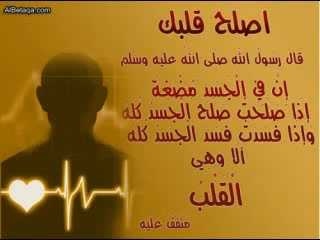 AlBetaqa.com
اصلح قلبك
قال رسول الله صلى الله عليه وسلم
إن في الجسد مضغة
إذا صلحت صلح الجسد كله
وإذا فسدت فسد الجسد كله
ألا وهي
القلب
متفق عليه